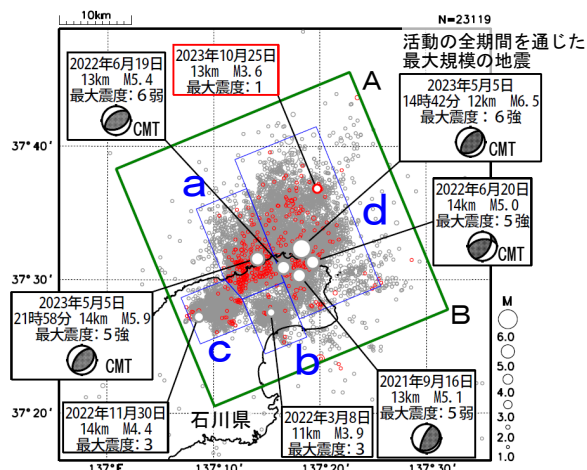 10km
N=23119
活動の全期間を通じた
最大規模の地震
2022年6月19日
13km M5.4
最大震度：６弱
CMT
2023年10月25日
13km M3.6
最大震度：1
A
2023年5月5日
14時42分 12km M6.5
最大震度：６強
CMT
37°40′
a
d
2022年6月20日
14km M5.0
最大震度：５強
CMT
37°30′
2023年5月5日
21時58分 14km M5.9
最大震度：５強
CMT
B
c
b
M
6.0
5.0
4.0
3.0
2.0
1.0
2021年9月16日
13km M5.1
最大震度：５弱
2022年11月30日
14km M4.4
最大震度：３
石川県
2022年3月8日
11km M3.9
最大震度：３
37°20′
137°5′
137°10′
137°20′
137°30′